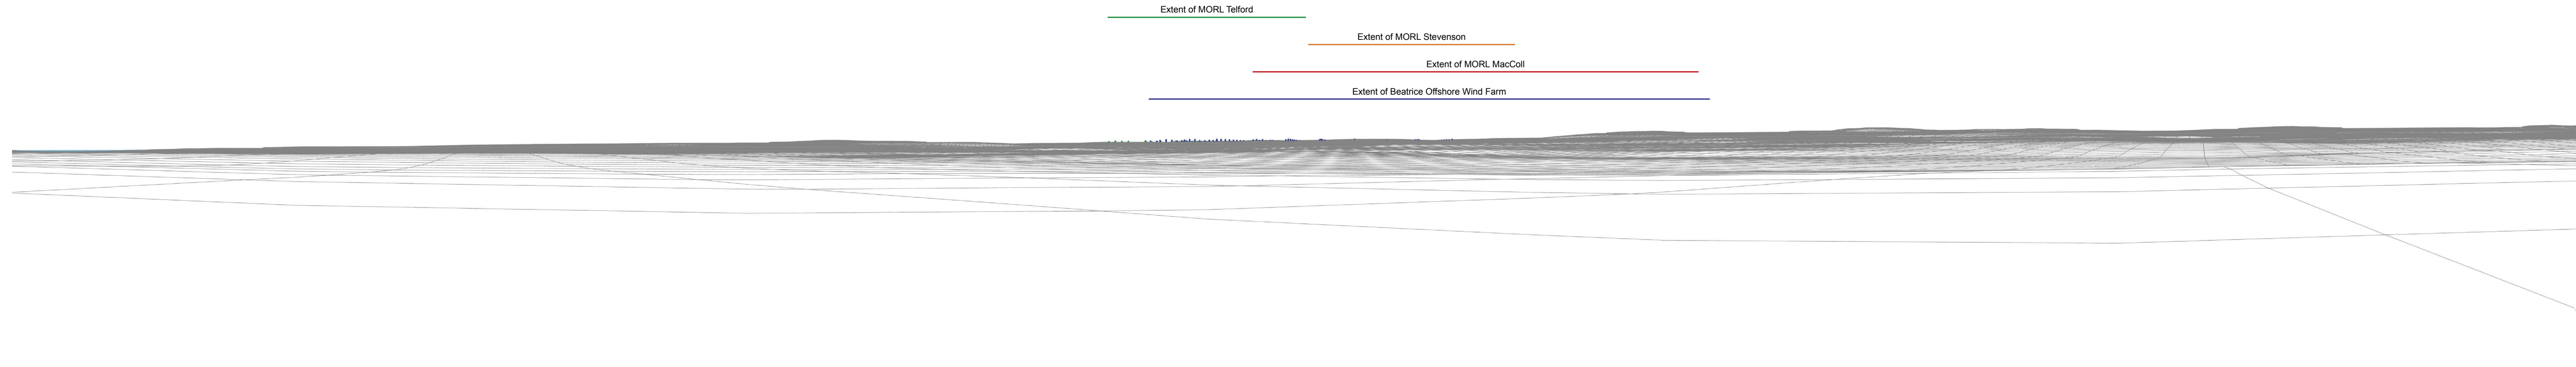 Extent of MORL Telford
Extent of MORL Stevenson
Extent of MORL MacColl
Extent of Beatrice Offshore Wind Farm